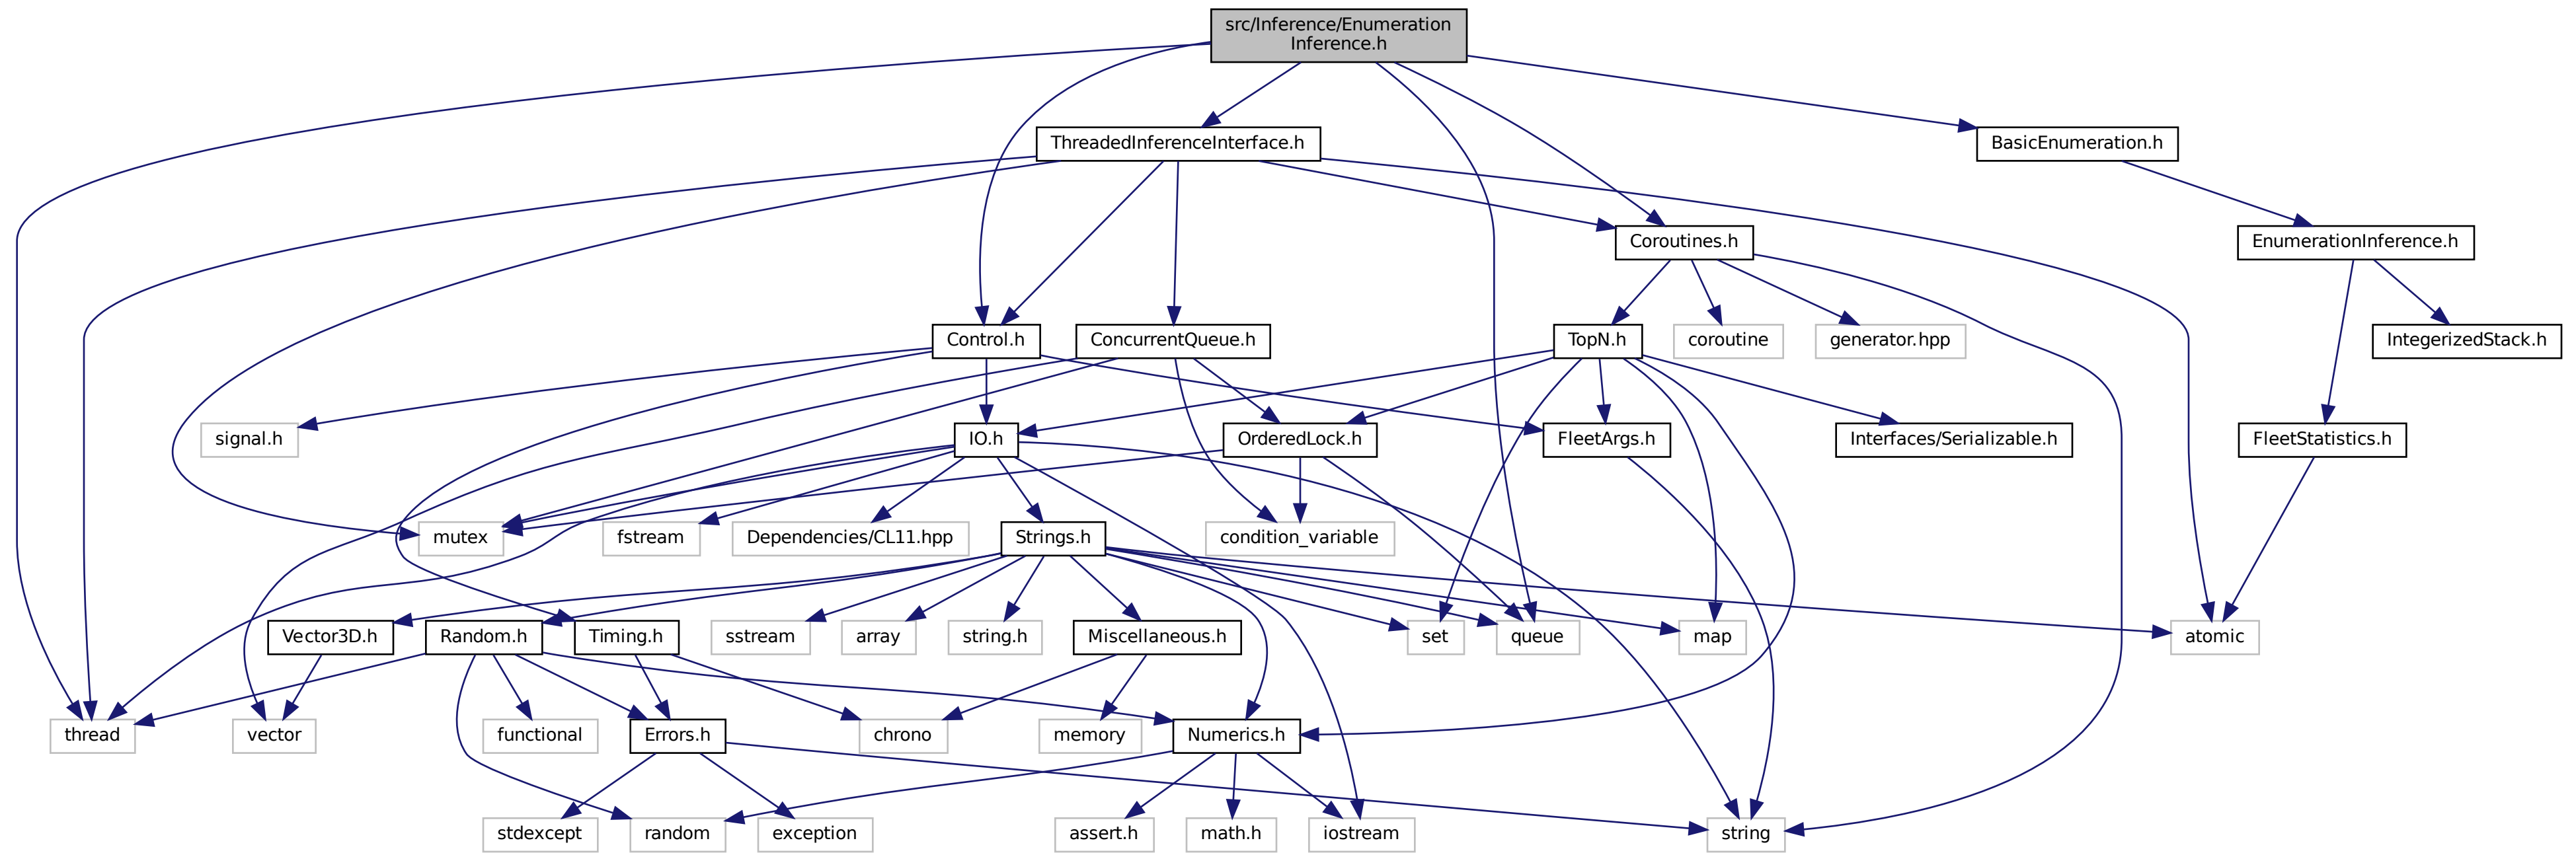 src/Inference/Enumeration
Inference.h
ThreadedInferenceInterface.h
BasicEnumeration.h
Coroutines.h
EnumerationInference.h
Control.h
ConcurrentQueue.h
TopN.h
coroutine
generator.hpp
IntegerizedStack.h
signal.h
IO.h
OrderedLock.h
FleetArgs.h
Interfaces/Serializable.h
FleetStatistics.h
mutex
fstream
Dependencies/CL11.hpp
Strings.h
condition_variable
Vector3D.h
Random.h
Timing.h
sstream
array
string.h
Miscellaneous.h
set
queue
map
atomic
thread
vector
functional
Errors.h
chrono
memory
Numerics.h
stdexcept
random
exception
assert.h
math.h
iostream
string